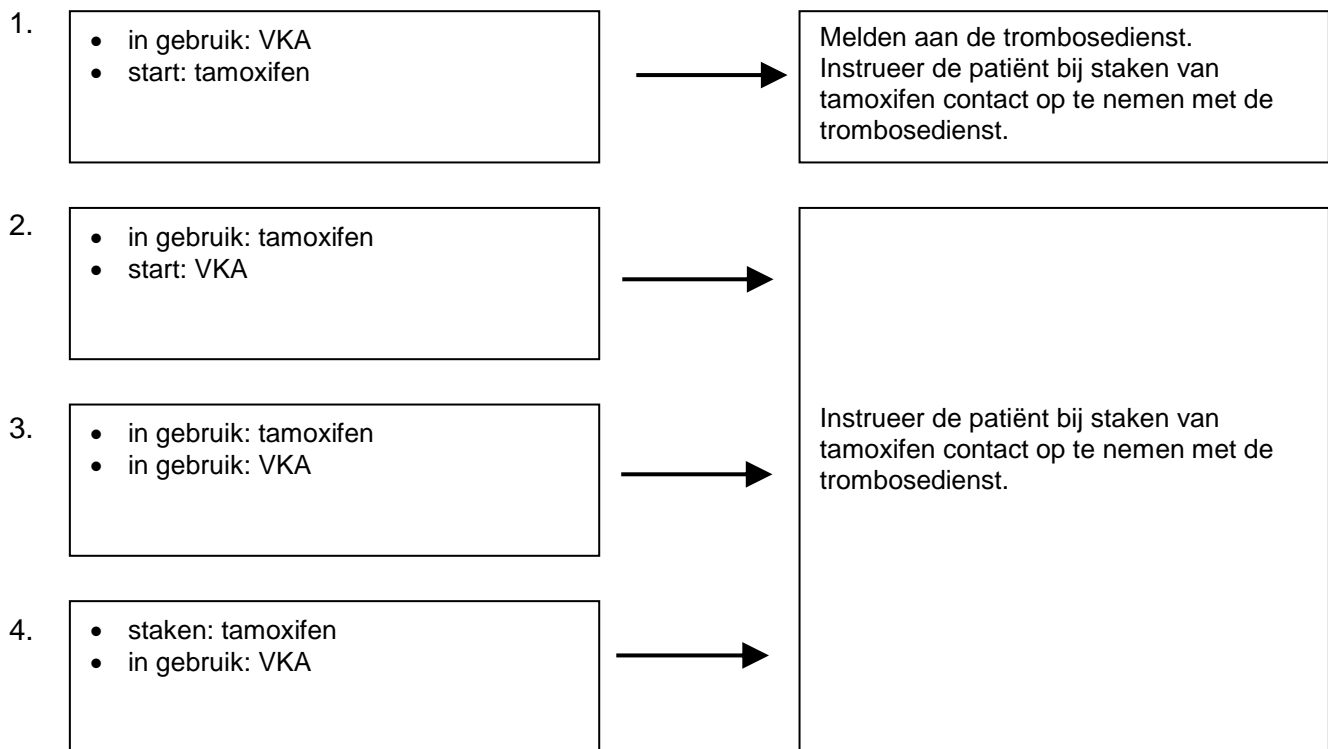 1.
• in gebruik: VKA
• start: tamoxifen
Melden aan de trombosedienst.
Instrueer de patiënt bij staken van
tamoxifen contact op te nemen met de
trombosedienst.
2.
• in gebruik: tamoxifen
• start: VKA
3.
• in gebruik: tamoxifen
• in gebruik: VKA
Instrueer de patiënt bij staken van
tamoxifen contact op te nemen met de
trombosedienst.
4.
• staken: tamoxifen
• in gebruik: VKA